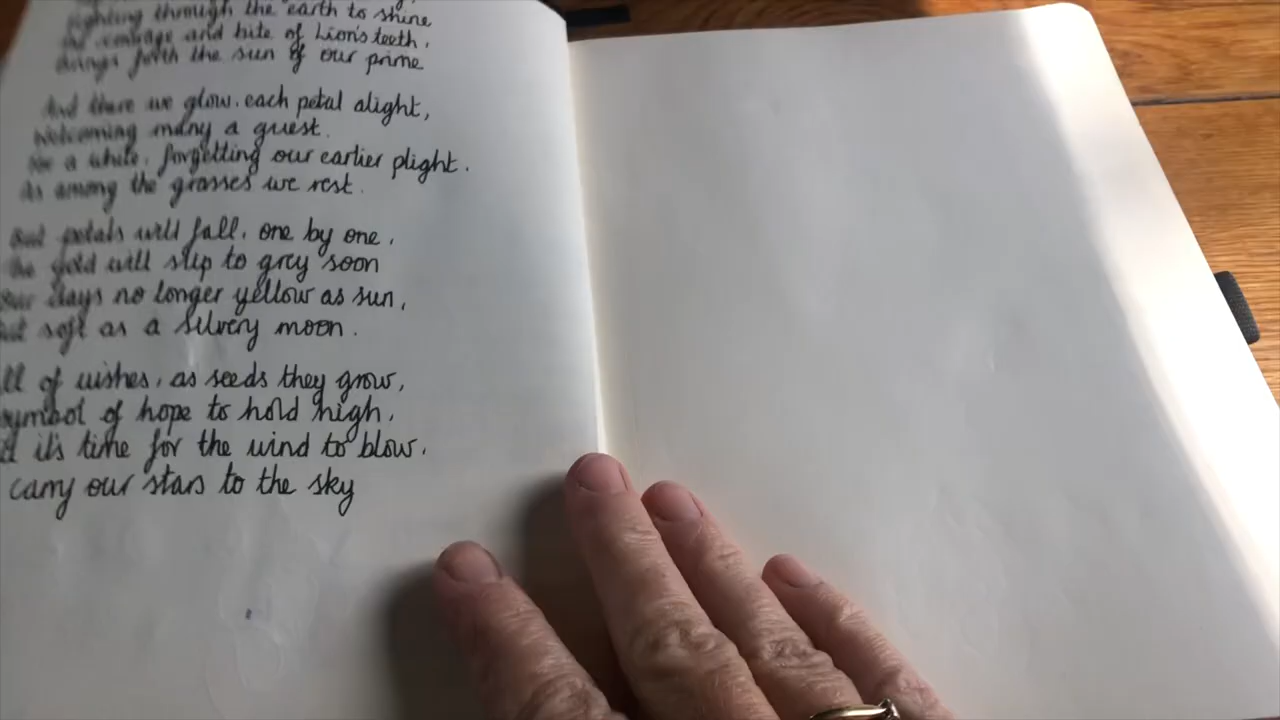 fighting through the earth to shine
the courage and bite of Lion's teeth,
brings forth the sun of our prime
And there we glow, each petal alight,
Welcoming many a guest.
For a while, forgetting our earlier plight.
As among the grasses we rest.
But petals will fall, one by one,
The gold will slip to grey soon
Our days no longer yellow as sun,
but soft as a silvery moon.
ll of wishes, as seeds they grow,
symbol of hope to hold high,
it's time for the wind to blow,
carry our stars to the sky